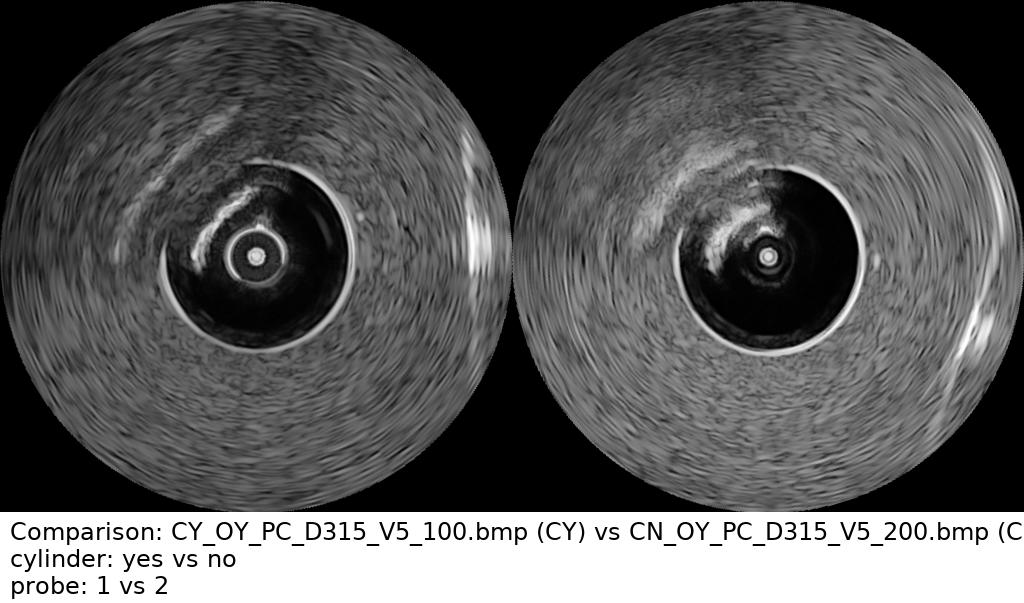 Comparison: CY_OY_PC_D315_V5_100.bmp (CY) vs CN_OY_PC_D315_V5_200.bmp (C
cylinder: yes vs no
probe: 1 vs 2